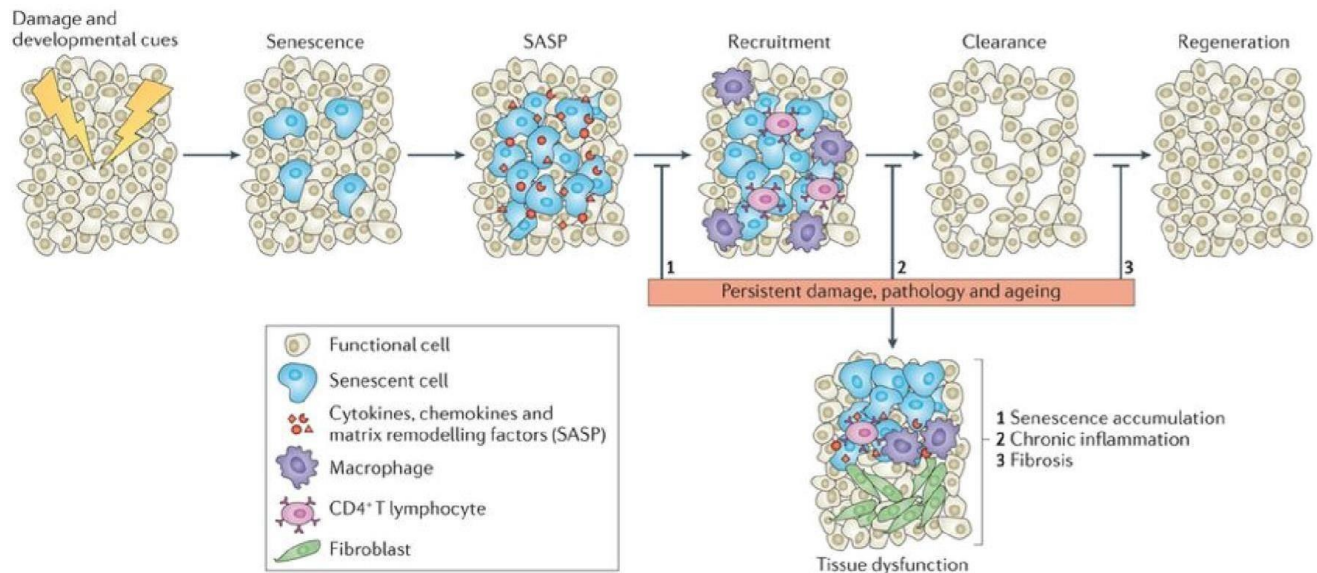 Damage and
developmental cues
Senescence
SASP
Recruitment
Clearance
Regeneration
1
2
3
Persistent damage, pathology and ageing
Functional cell
Senescent cell
Cytokines, chemokines and
matrix remodelling factors (SASP)
Macrophage
CD4⁺ T lymphocyte
Fibroblast
1 Senescence accumulation
2 Chronic inflammation
3 Fibrosis
Tissue dysfunction